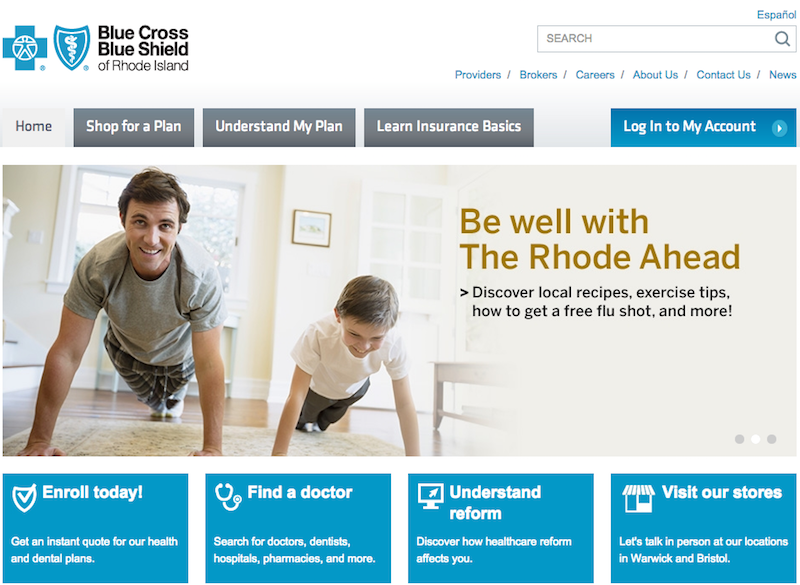 Español
Blue Cross
Blue Shield
of Rhode Island
®
®
SEARCH
Providers / Brokers / Careers / About Us / Contact Us / News
Home
Shop for a Plan
Understand My Plan
Learn Insurance Basics
Log In to My Account
Be well with
The Rhode Ahead
> Discover local recipes, exercise tips,
how to get a free flu shot, and more!
Enroll today!
Get an instant quote for our health
and dental plans.
Find a doctor
Search for doctors, dentists,
hospitals, pharmacies, and more.
Understand
reform
Discover how healthcare reform
affects you.
Visit our stores
Let's talk in person at our locations
in Warwick and Bristol.